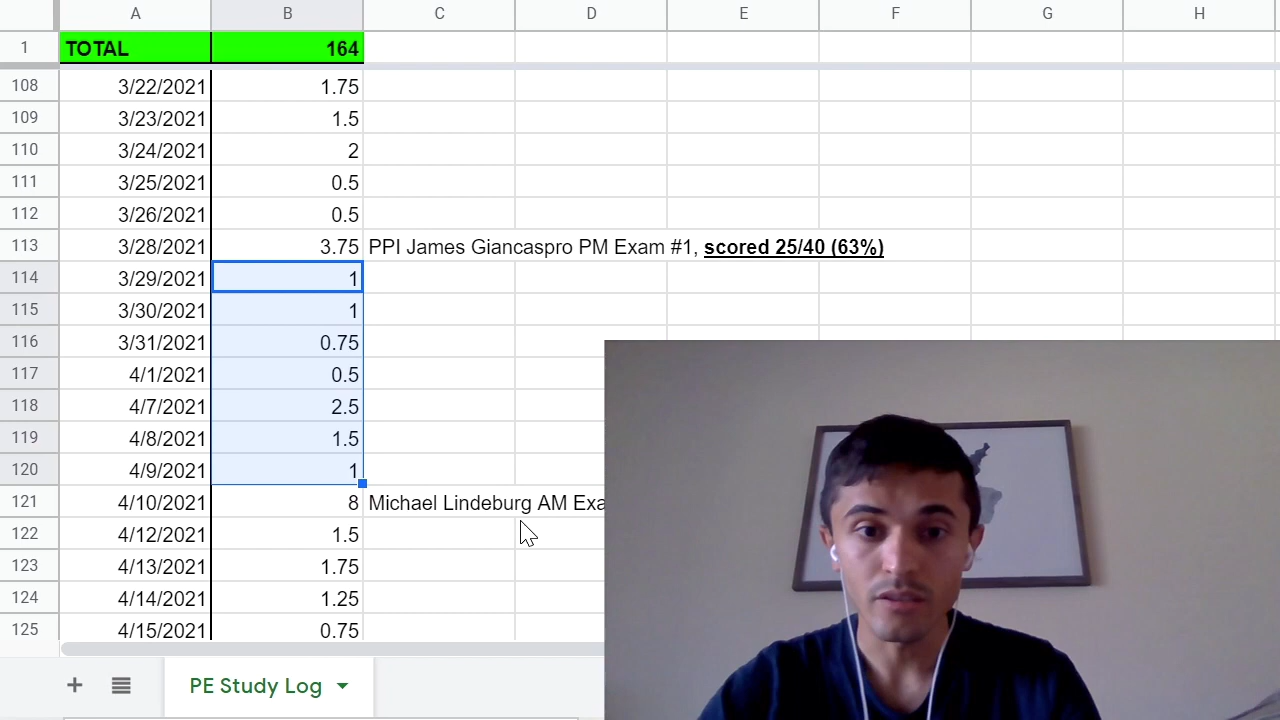 A B C D E F G H
1 TOTAL 164
108 3/22/2021 1.75
109 3/23/2021 1.5
110 3/24/2021 2
111 3/25/2021 0.5
112 3/26/2021 0.5
113 3/28/2021 3.75 PPI James Giancaspro PM Exam #1, scored 25/40 (63%)
114 3/29/2021 1
115 3/30/2021 1
116 3/31/2021 0.75
117 4/1/2021 0.5
118 4/7/2021 2.5
119 4/8/2021 1.5
120 4/9/2021 1
121 4/10/2021 8 Michael Lindeburg AM Exa
122 4/12/2021 1.5
123 4/13/2021 1.75
124 4/14/2021 1.25
125 4/15/2021 0.75
PE Study Log